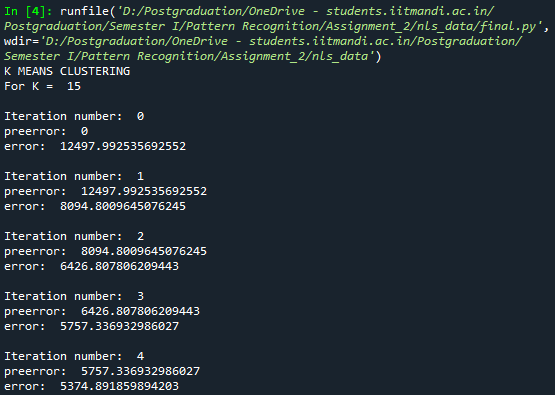 In [4]: runfile('D:/Postgraduation/OneDrive - students.iitmandi.ac.in/
Postgraduation/Semester I/Pattern Recognition/Assignment_2/nls_data/final.py',
wdir='D:/Postgraduation/OneDrive - students.iitmandi.ac.in/Postgraduation/
Semester I/Pattern Recognition/Assignment_2/nls_data')
K MEANS CLUSTERING
For K =  15

Iteration number:  0
preerror:  0
error:  12497.992535692552

Iteration number:  1
preerror:  12497.992535692552
error:  8094.8009645076245

Iteration number:  2
preerror:  8094.8009645076245
error:  6426.807806209443

Iteration number:  3
preerror:  6426.807806209443
error:  5757.336932986027

Iteration number:  4
preerror:  5757.336932986027
error:  5374.891859894203